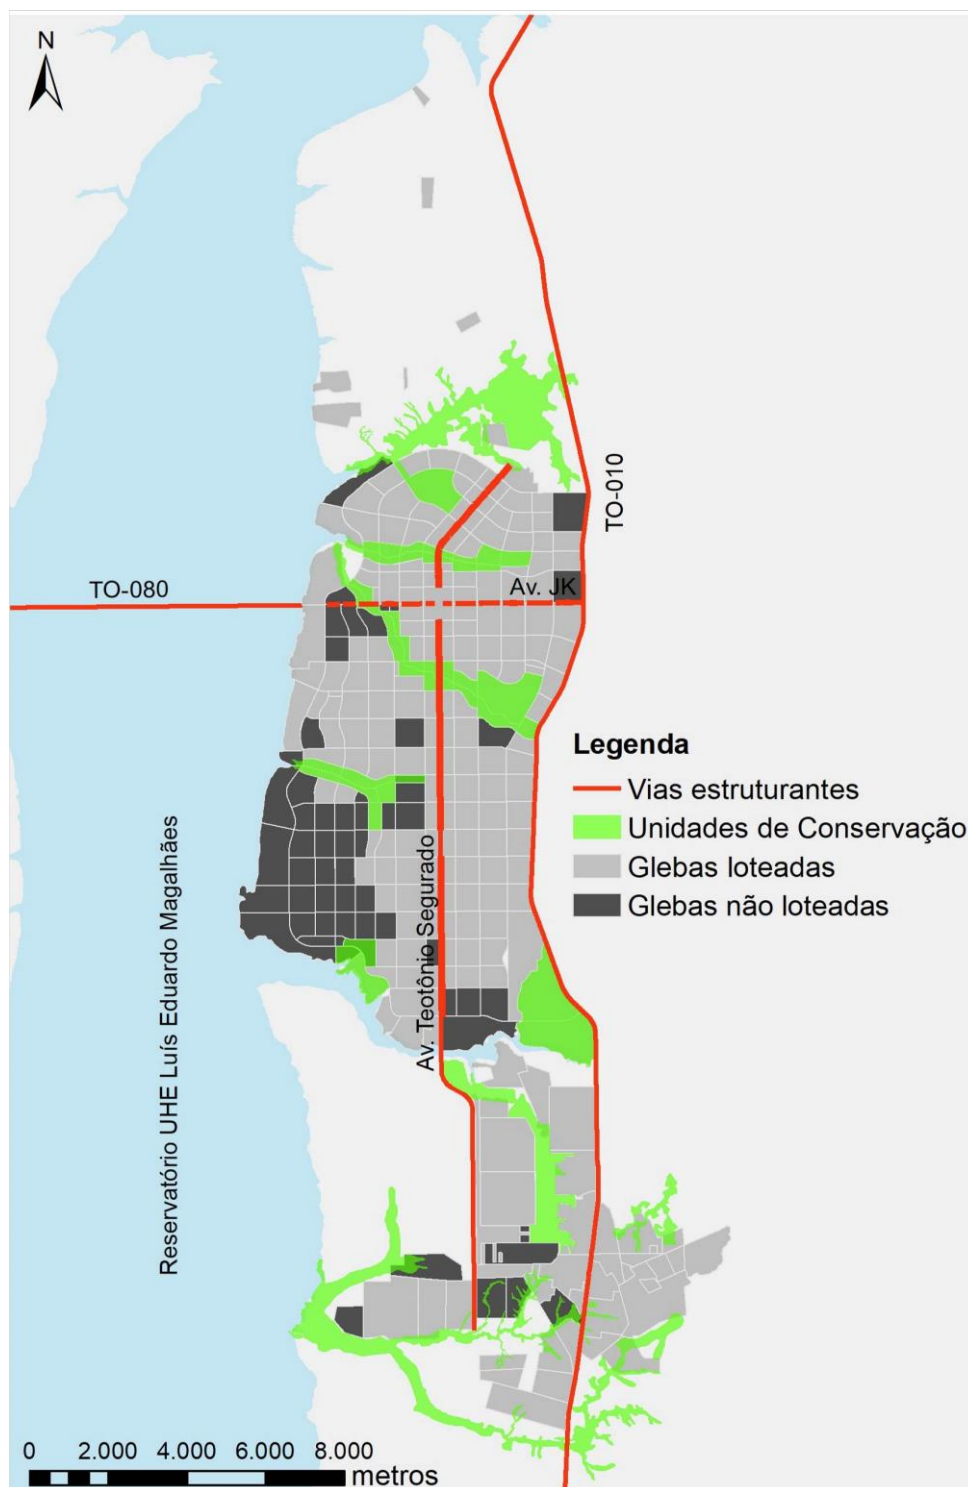 N
TO-010
TO-080
Av. JK
Legenda
Vias estruturantes
Unidades de Conservação
Glebas loteadas
Glebas não loteadas
Av. Teotônio Segurado
Reservatório UHE Luís Eduardo Magalhães
0 2.000 4.000 6.000 8.000
metros